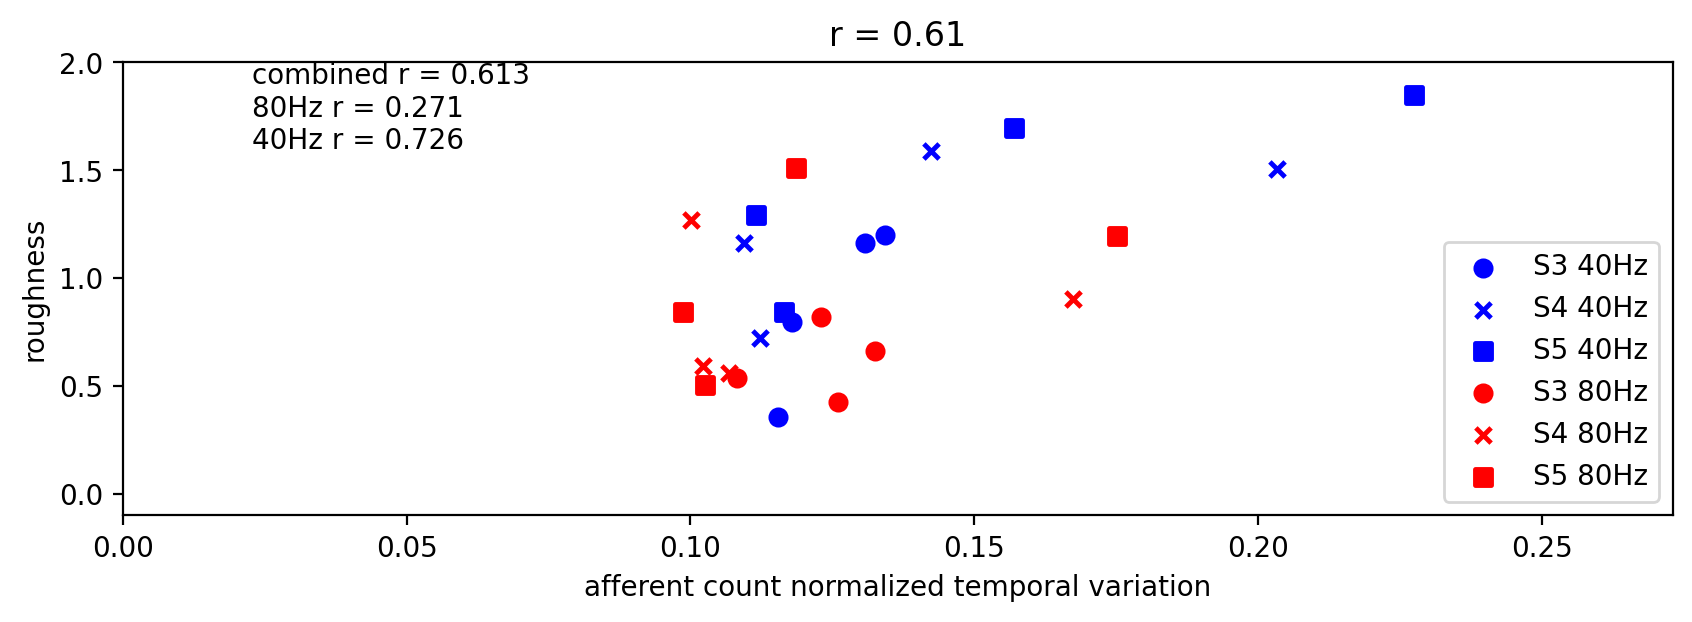 r = 0.61
combined r = 0.613
80Hz r = 0.271
40Hz r = 0.726
2.0
1.5
1.0
0.5
0.0
roughness
S3 40Hz
S4 40Hz
S5 40Hz
S3 80Hz
S4 80Hz
S5 80Hz
0.00 0.05 0.10 0.15 0.20 0.25
afferent count normalized temporal variation